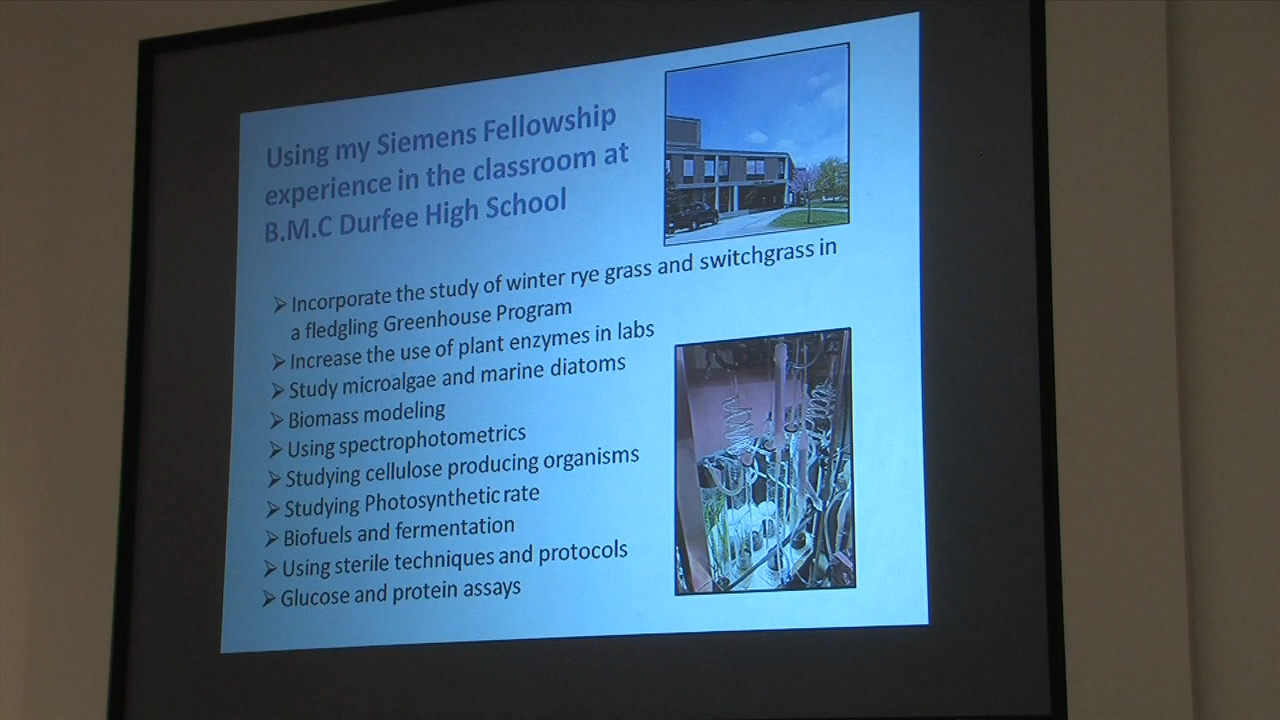 Using my Siemens Fellowship
experience in the classroom at
B.M.C Durfee High School
➢ Incorporate the study of winter rye grass and switchgrass in
a fledgling Greenhouse Program
➢ Increase the use of plant enzymes in labs
➢ Study microalgae and marine diatoms
➢ Biomass modeling
➢ Using spectrophotometrics
➢ Studying cellulose producing organisms
➢ Studying Photosynthetic rate
➢ Biofuels and fermentation
➢ Using sterile techniques and protocols
➢ Glucose and protein assays